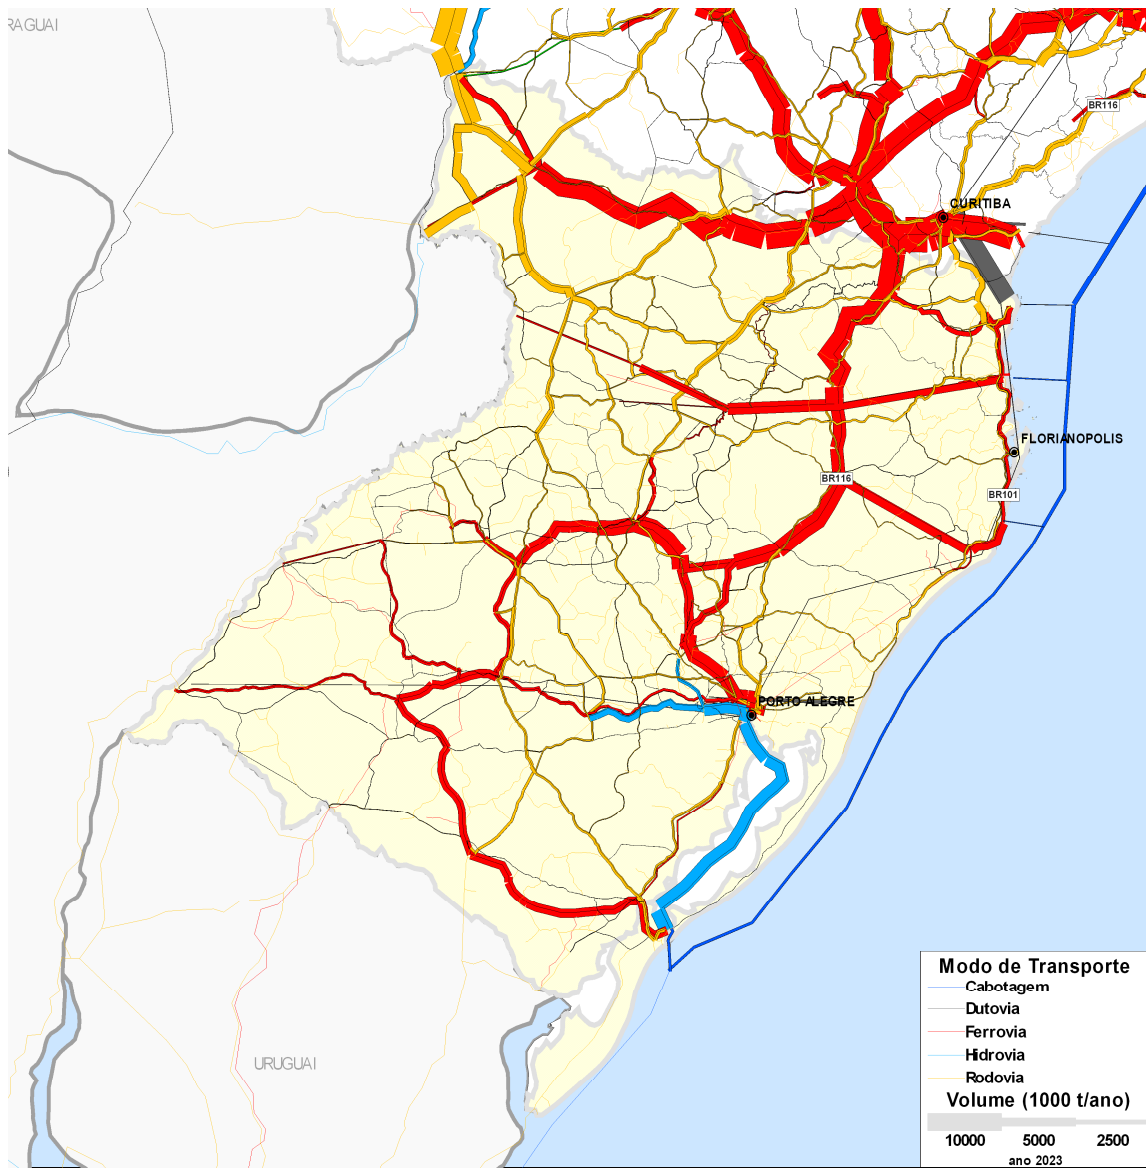 RAGUAI
BR116
CURITIBA
FLORIANOPOLIS
BR116
BR101
PORTO ALEGRE
URUGUAI
Modo de Transporte
Cabotagem
Dutovia
Ferrovia
Hidrovia
Rodovia
Volume (1000 t/ano)
10000 5000 2500
ano 2023